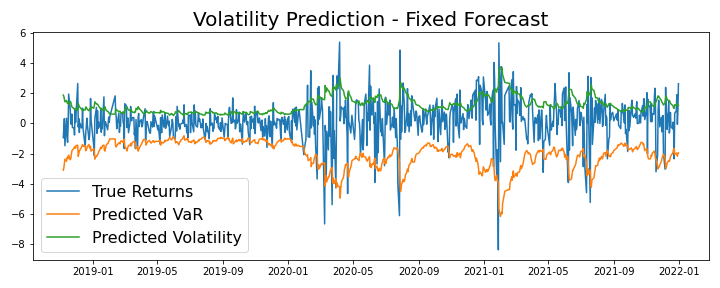 Volatility Prediction - Fixed Forecast
6
4
2
0
−2
−4
−6
−8
True Returns
Predicted VaR
Predicted Volatility
2019-01 2019-05 2019-09 2020-01 2020-05 2020-09 2021-01 2021-05 2021-09 2022-01